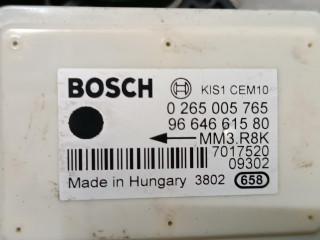 BOSCH KIS1 CEM10
0 265 005 765
96 646 615 80
MM3.R8K
7017520
09302
Made in Hungary 3802 658